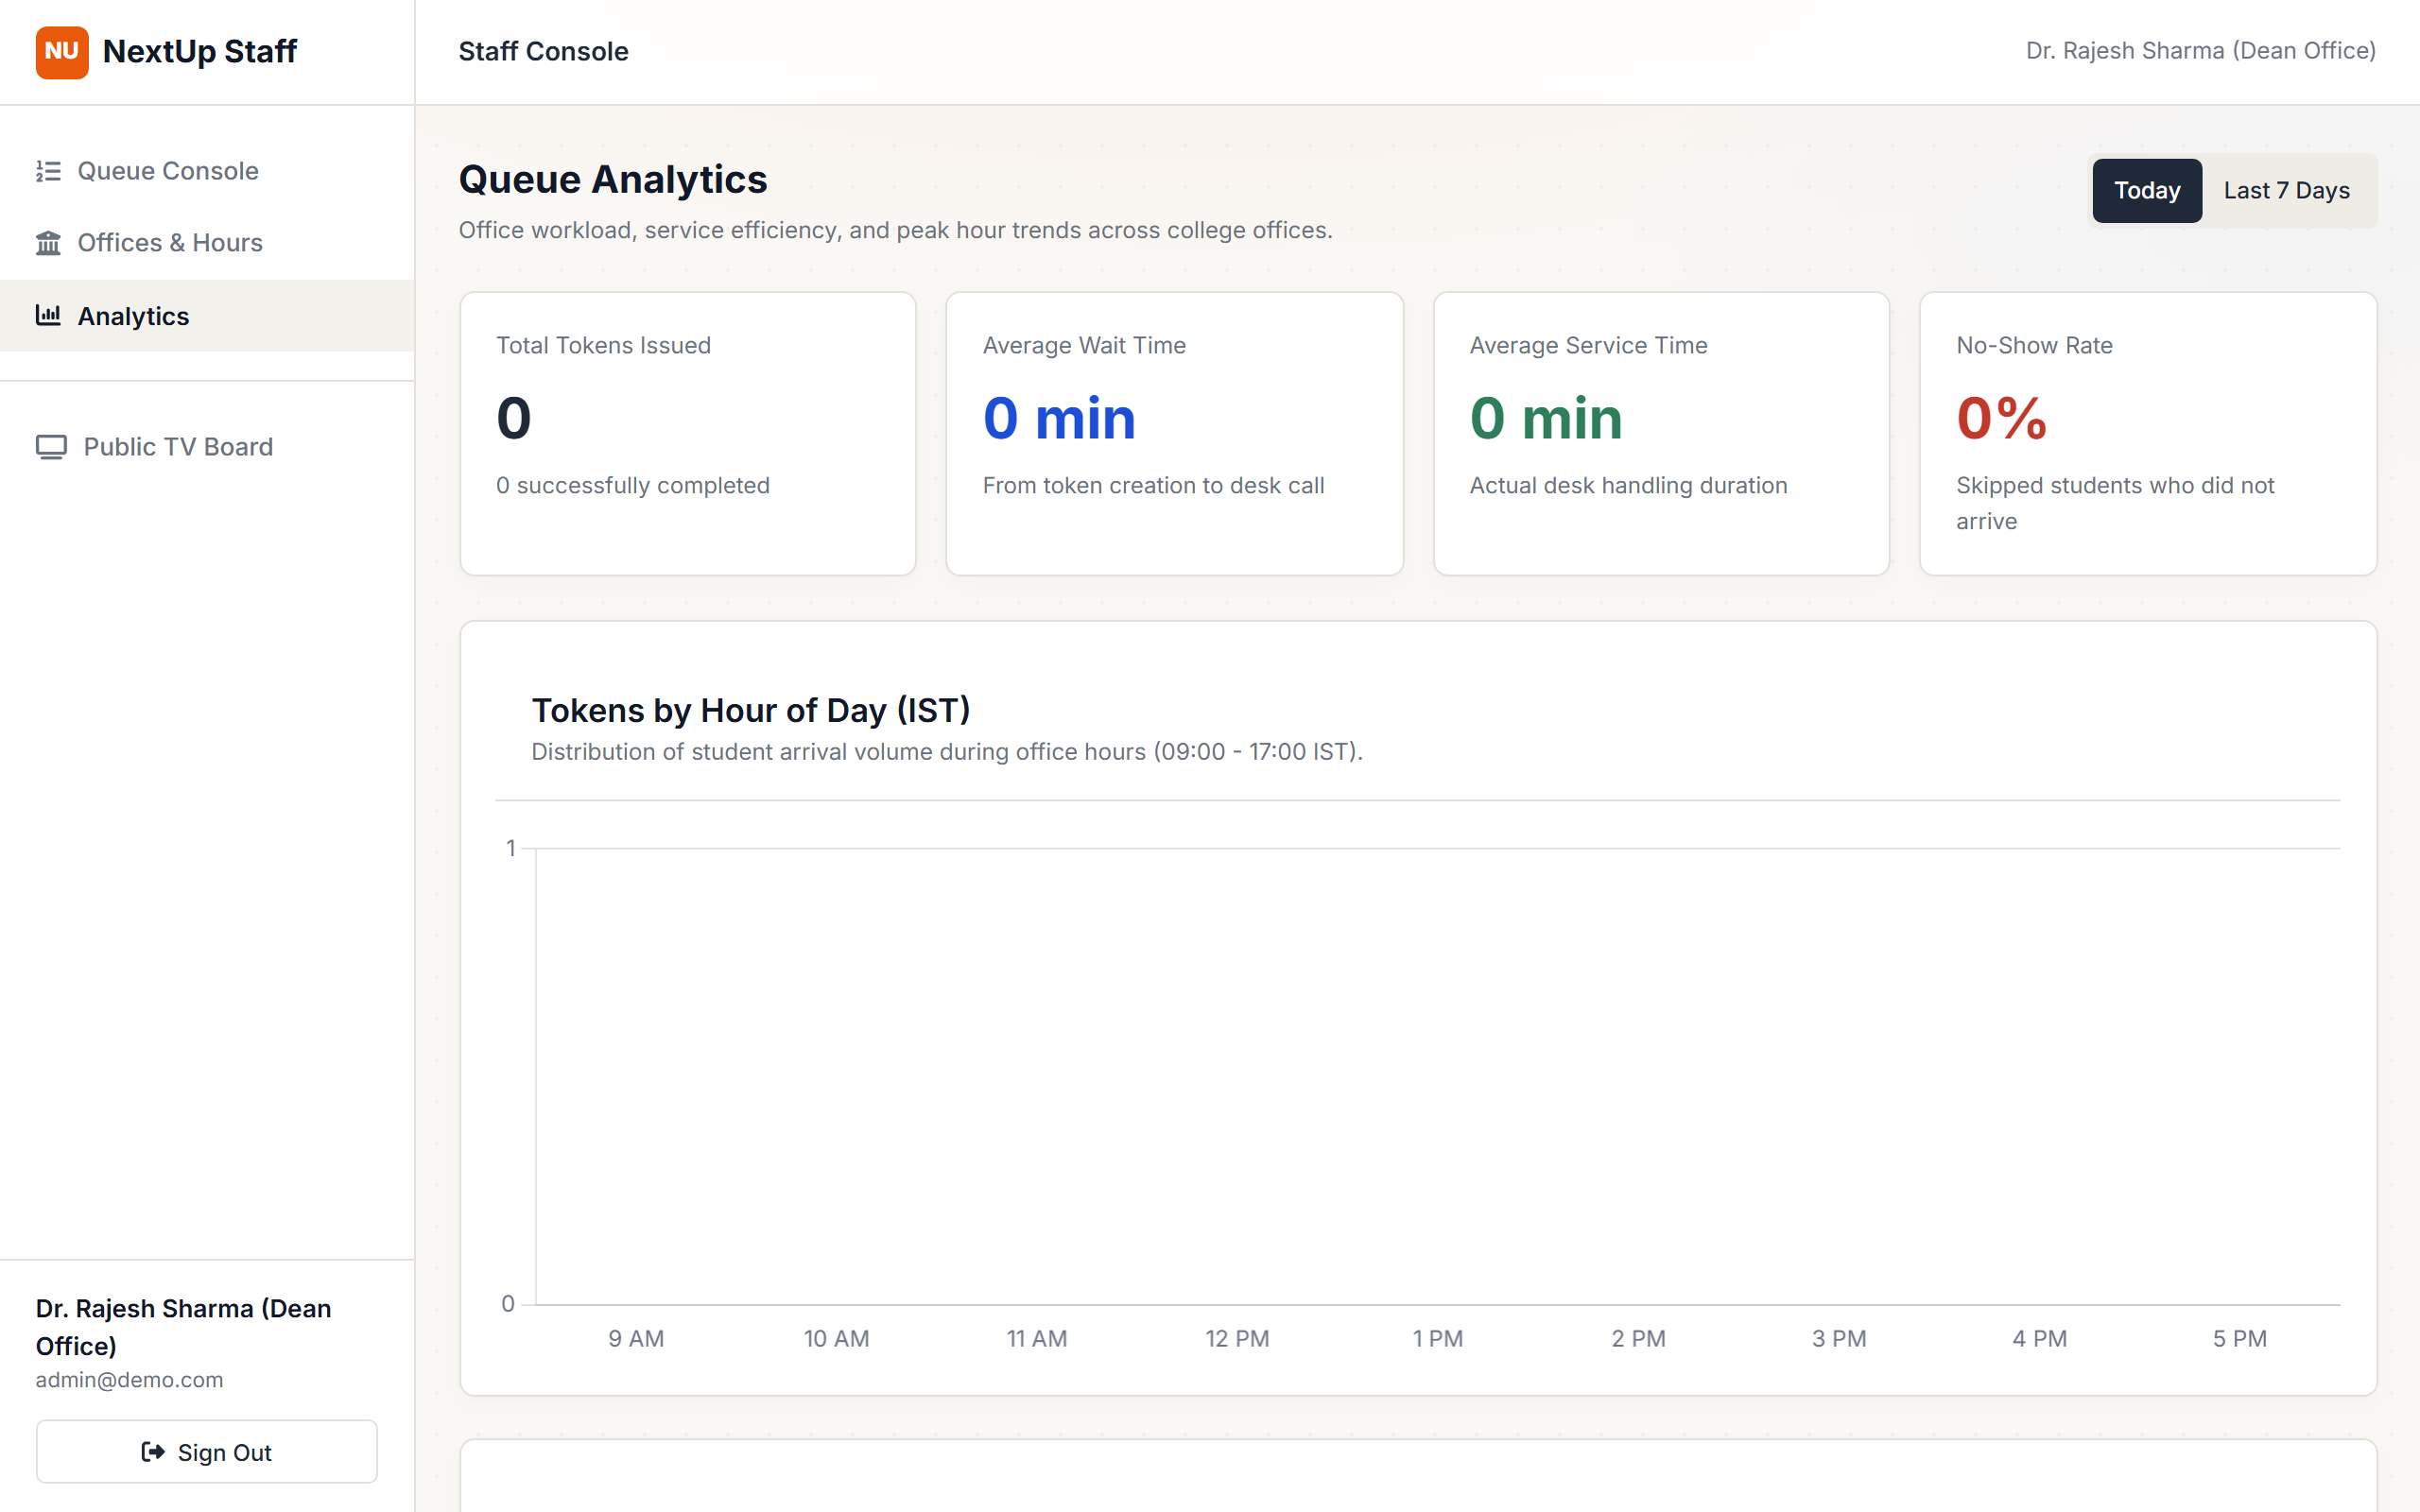 NU NextUp Staff
Staff Console
Dr. Rajesh Sharma (Dean Office)
Queue Console
Offices & Hours
Analytics
Public TV Board
Dr. Rajesh Sharma (Dean
Office)
admin@demo.com
Sign Out
Queue Analytics
Office workload, service efficiency, and peak hour trends across college offices.
Today
Last 7 Days
Total Tokens Issued
0
0 successfully completed
Average Wait Time
0 min
From token creation to desk call
Average Service Time
0 min
Actual desk handling duration
No-Show Rate
0%
Skipped students who did not
arrive
Tokens by Hour of Day (IST)
Distribution of student arrival volume during office hours (09:00 - 17:00 IST).
1
0
9 AM 10 AM 11 AM 12 PM 1 PM 2 PM 3 PM 4 PM 5 PM